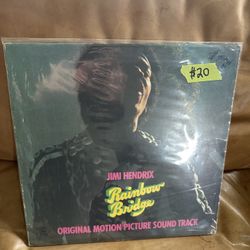 $20
JIMI HENDRIX
Rainbow
Bridge
ORIGINAL MOTION PICTURE SOUND TRACK